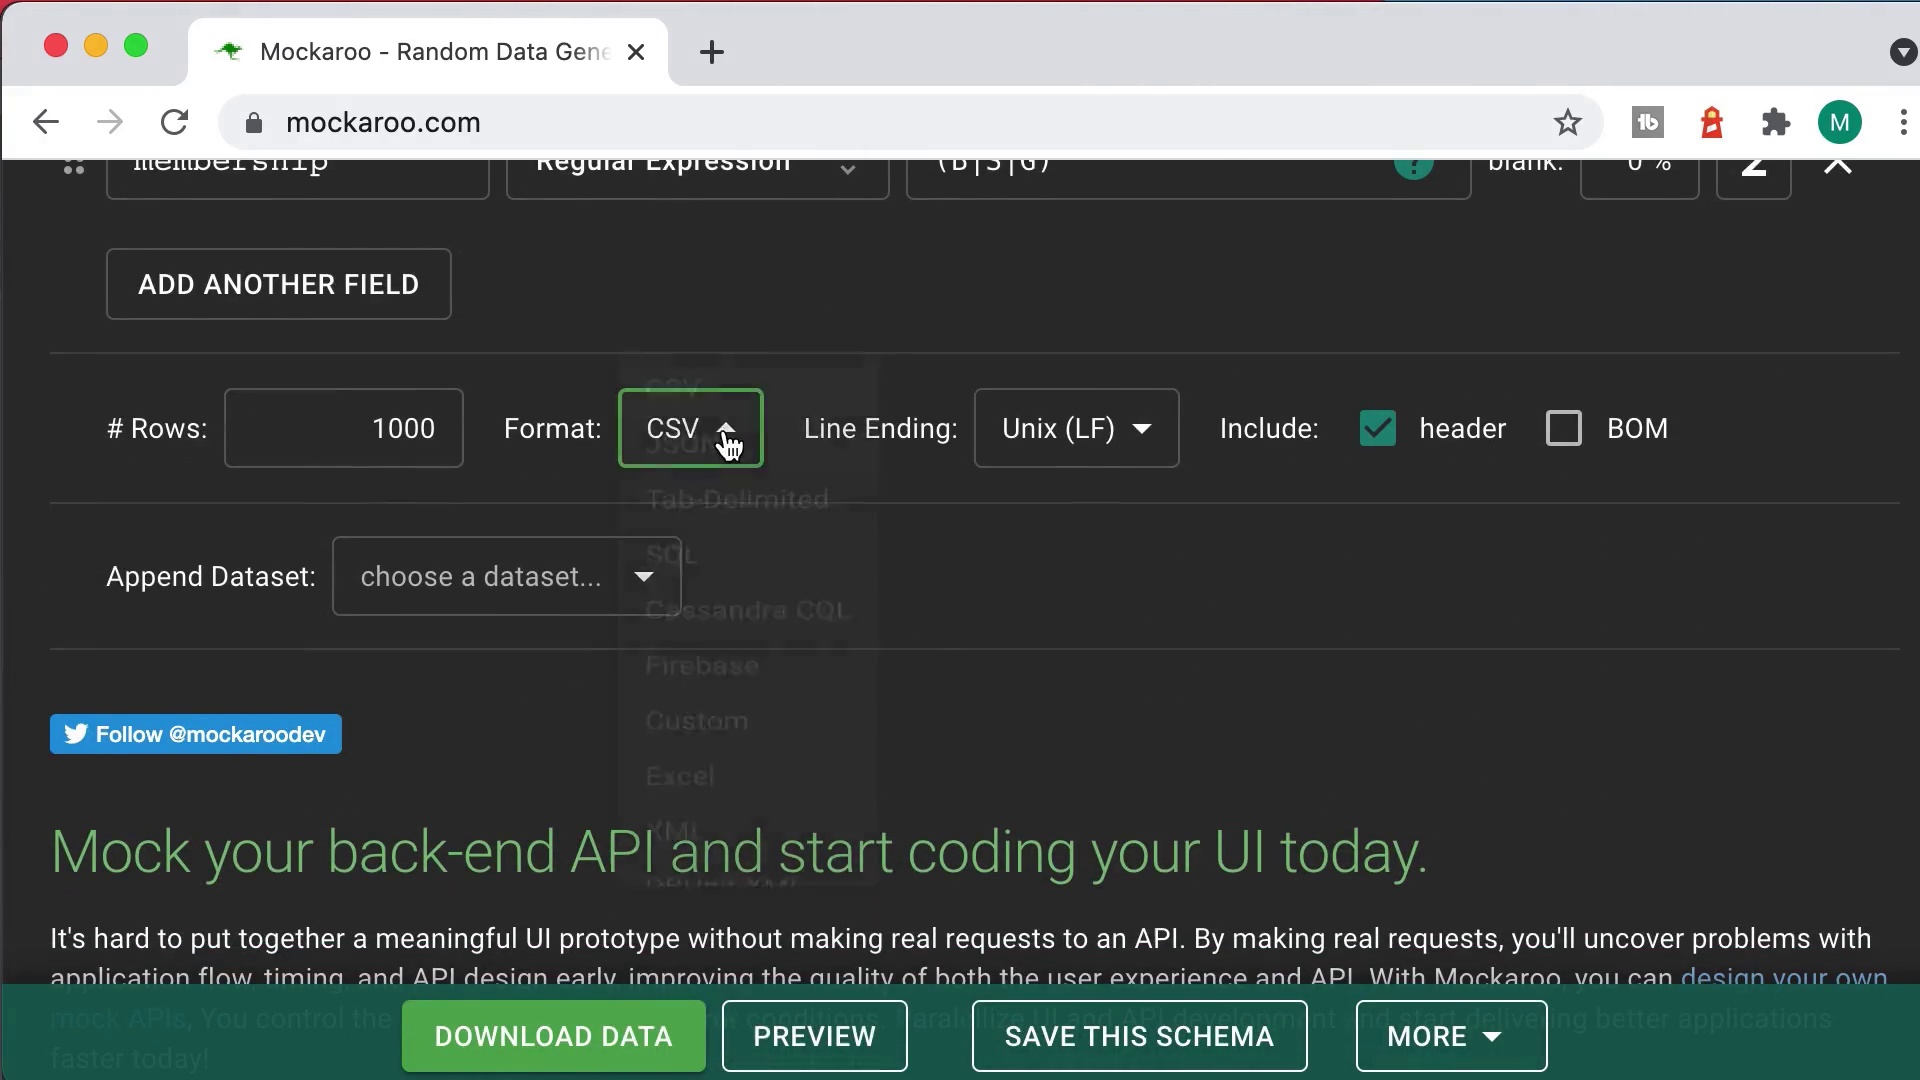 Mockaroo - Random Data Gene
mockaroo.com
M
membership
Regular Expression
(B|S|G)
?
blank:
0 %
Σ
ADD ANOTHER FIELD
# Rows:
1000
Format:
CSV
Line Ending:
Unix (LF)
Include:
header
BOM
CSV
JSON
Tab-Delimited
SQL
Cassandra CQL
Firebase
Custom
Excel
XML
DBUnit XML
Append Dataset:
choose a dataset...
Follow @mockaroodev
Mock your back-end API and start coding your UI today.
It's hard to put together a meaningful UI prototype without making real requests to an API. By making real requests, you'll uncover problems with
application flow, timing, and API design early, improving the quality of both the user experience and API. With Mockaroo, you can design your own
mock APIs, You control the conditions. UI and API development and start delivering better applications
faster today!
DOWNLOAD DATA
PREVIEW
SAVE THIS SCHEMA
MORE